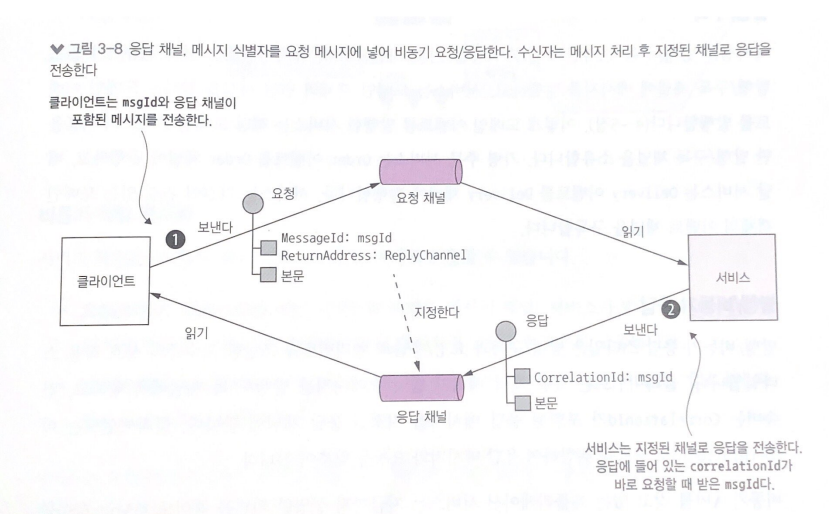 그림 3-8 응답 채널, 메시지 식별자를 요청 메시지에 넣어 비동기 요청/응답한다. 수신자는 메시지 처리 후 지정된 채널로 응답을
전송한다
클라이언트는 msgId와 응답 채널이
포함된 메시지를 전송한다.
요청
요청 채널
1
보낸다
MessageId: msgId
ReturnAddress: ReplyChannel
본문
읽기
클라이언트
서비스
지정한다
2
보낸다
읽기
응답
CorrelationId: msgId
본문
응답 채널
서비스는 지정된 채널로 응답을 전송한다.
응답에 들어 있는 correlationId가
바로 요청할 때 받은 msgId다.